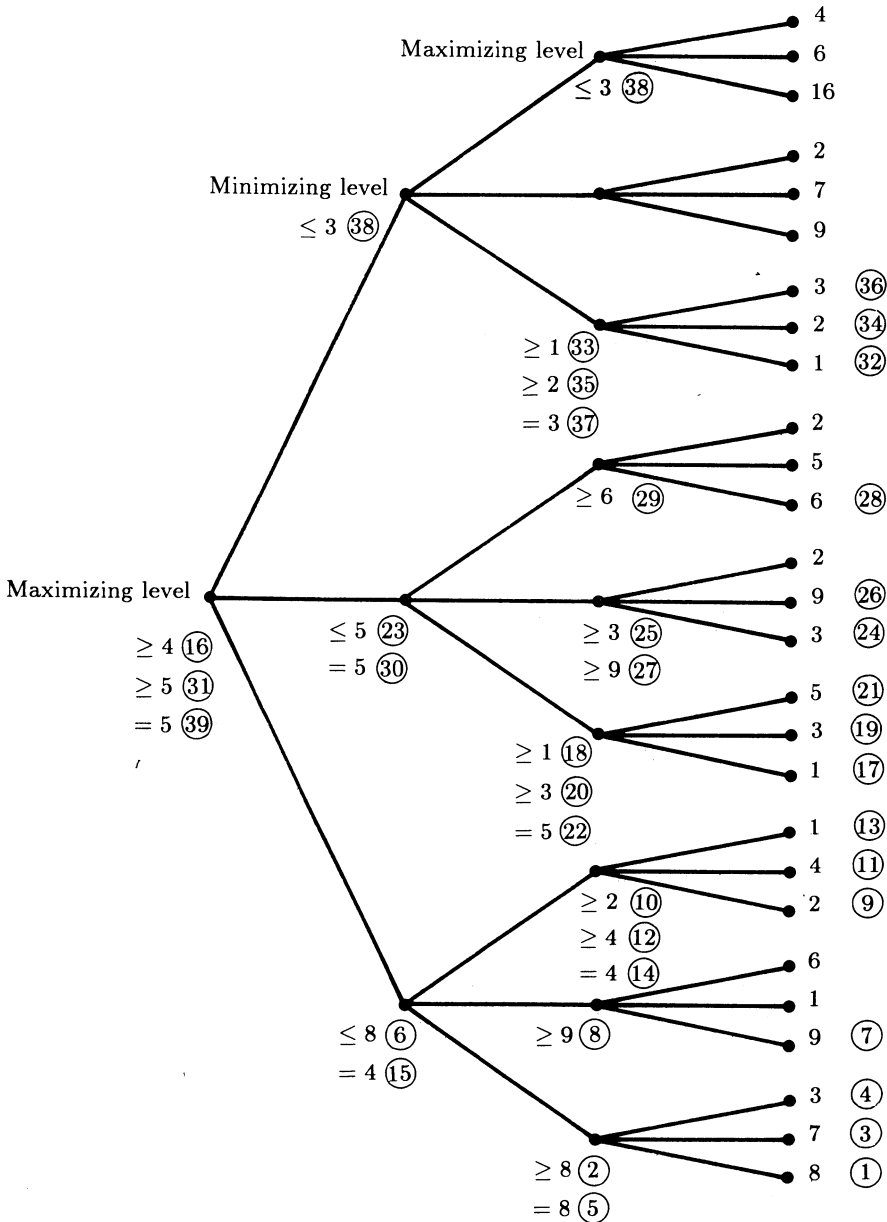 4
Maximizing level
6
≤ 3 ㊳
16
2
Minimizing level
7
≤ 3 ㊳
9
3 ㊱
≥ 1 ㉝
2 ㉞
≥ 2 ㉟
1 ㉜
= 3 ㊲
2
5
≥ 6 ㉙
6 ㉘
2
Maximizing level
9 ㉖
≥ 4 ⑯
≤ 5 ㉓
≥ 3 ㉕
3 ㉔
≥ 5 ㉛
= 5 ㉚
≥ 9 ㉗
= 5 ㊴
5 ㉑
≥ 1 ⑱
3 ⑲
≥ 3 ⑳
1 ⑰
= 5 ㉒
1 ⑬
4 ⑪
≥ 2 ⑩
2 ⑨
≥ 4 ⑫
= 4 ⑭
6
1
≤ 8 ⑥
≥ 9 ⑧
9 ⑦
= 4 ⑮
3 ④
7 ③
≥ 8 ②
8 ①
= 8 ⑤